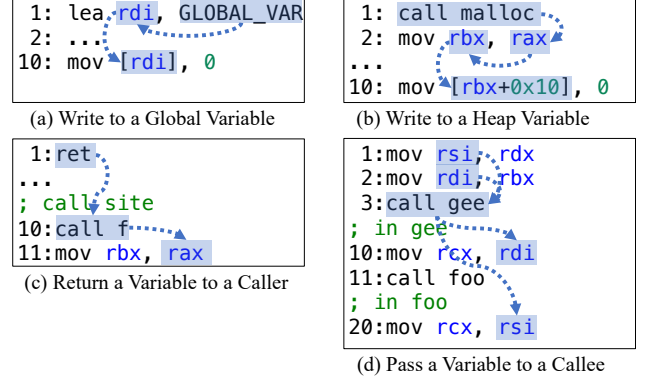 1: lea rdi, GLOBAL_VAR
2: ...
10: mov [rdi], 0
(a) Write to a Global Variable
1: call malloc
2: mov rbx, rax
...
10: mov [rbx+0x10], 0
(b) Write to a Heap Variable
1:ret
...
; call site
10:call f
11:mov rbx, rax
(c) Return a Variable to a Caller
1:mov rsi, rdx
2:mov rdi, rbx
3:call gee
; in gee
10:mov rcx, rdi
11:call foo
; in foo
20:mov rcx, rsi
(d) Pass a Variable to a Callee